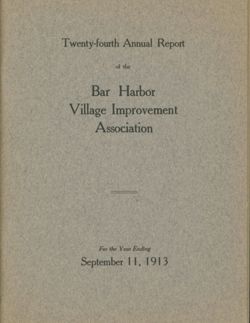 Twenty-fourth Annual Report
of the
Bar Harbor
Village Improvement
Association
For the Year Ending
September 11, 1913